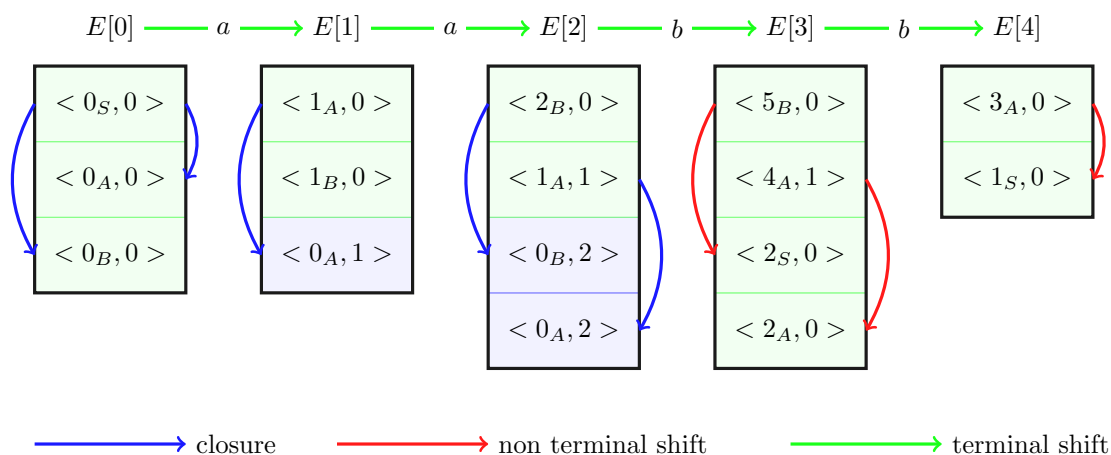 E[0] a E[1] a E[2] b E[3] b E[4]
< 0_S, 0 > < 1_A, 0 > < 2_B, 0 > < 5_B, 0 > < 3_A, 0 >
< 0_A, 0 > < 1_B, 0 > < 1_A, 1 > < 4_A, 1 > < 1_S, 0 >
< 0_B, 0 > < 0_A, 1 > < 0_B, 2 > < 2_S, 0 >
< 0_A, 2 > < 2_A, 0 >
closure non terminal shift terminal shift